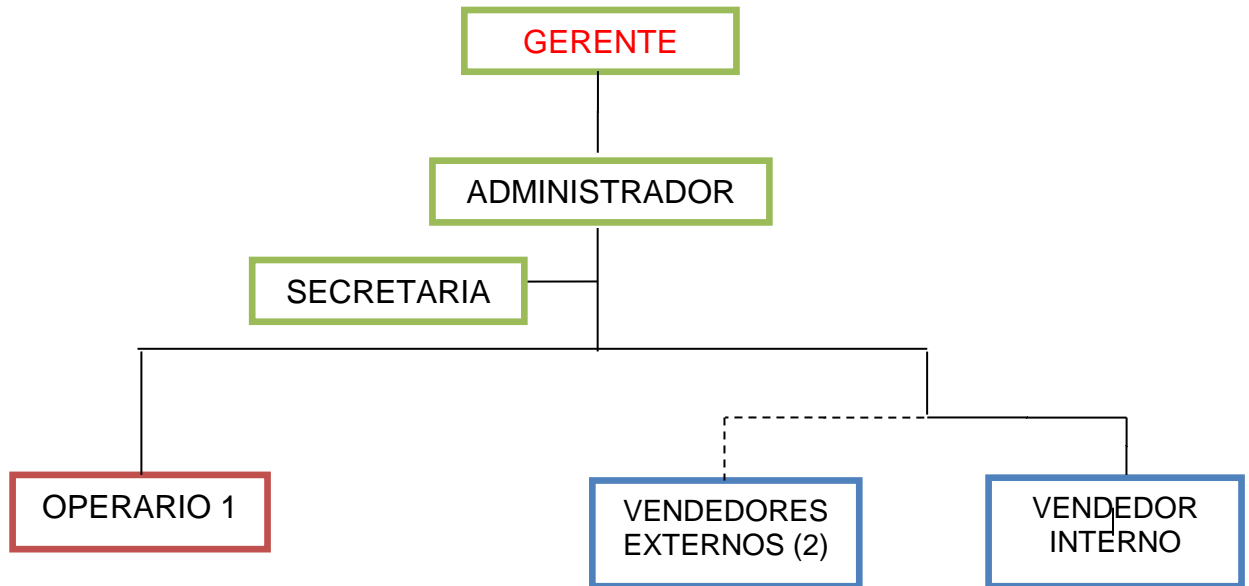 GERENTE
ADMINISTRADOR
SECRETARIA
OPERARIO 1
VENDEDORES
EXTERNOS (2)
VENDEDOR
INTERNO